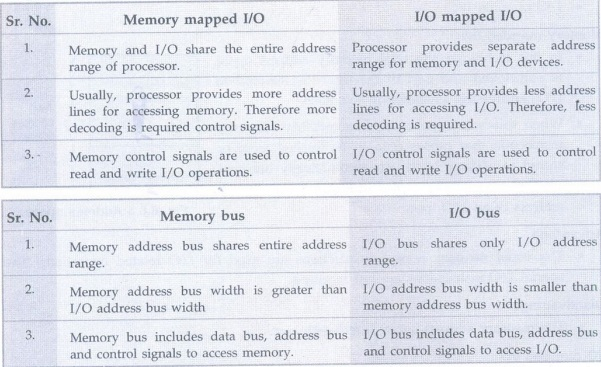 Sr. No. Memory mapped I/O I/O mapped I/O
1. Memory and I/O share the entire address Processor provides separate address
range of processor. range for memory and I/O devices.
2. Usually, processor provides more address Usually, processor provides less address
lines for accessing memory. Therefore more lines for accessing I/O. Therefore, less
decoding is required control signals. decoding is required.
3. Memory control signals are used to control I/O control signals are used to control
read and write I/O operations. read and write I/O operations.
Sr. No. Memory bus I/O bus
1. Memory address bus shares entire address I/O bus shares only I/O address
range. range.
2. Memory address bus width is greater than I/O address bus width is smaller than
I/O address bus width memory address bus width.
3. Memory bus includes data bus, address bus I/O bus includes data bus, address bus
and control signals to access memory. and control signals to access I/O.